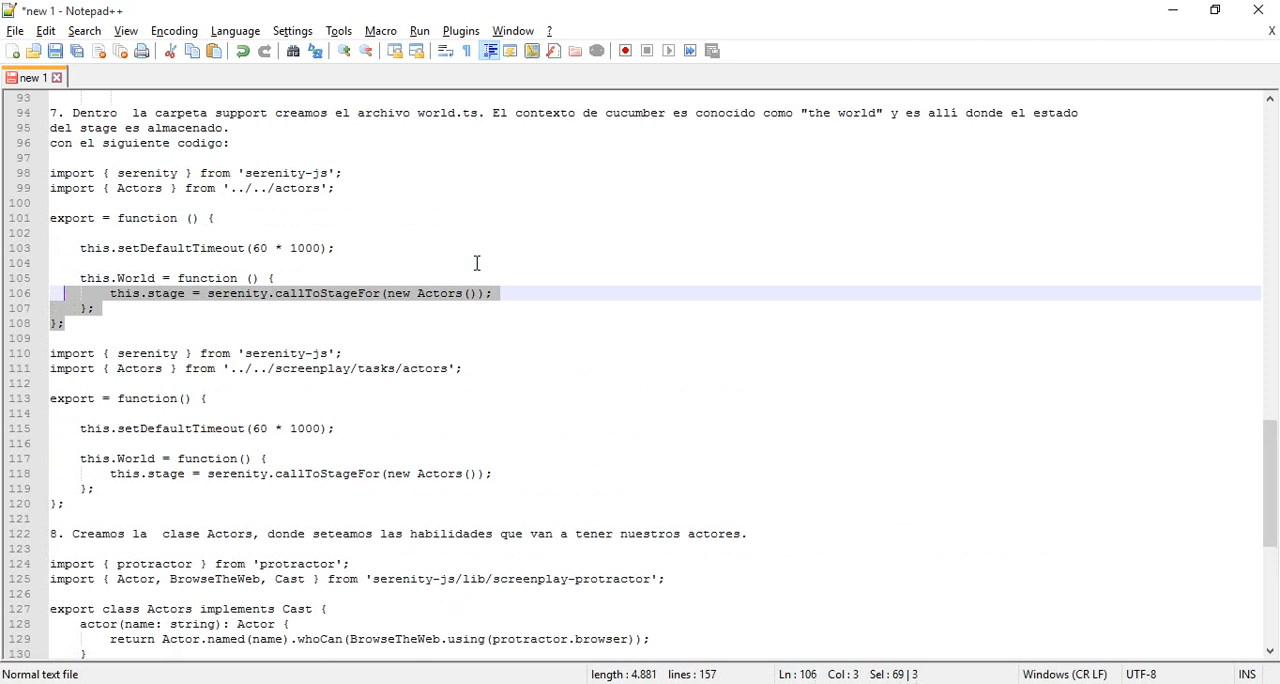 *new 1 - Notepad++
File Edit Search View Encoding Language Settings Tools Macro Run Plugins Window ? X
new 1
93
94 7. Dentro  la carpeta support creamos el archivo world.ts. El contexto de cucumber es conocido como "the world" y es allí donde el estado
95 del stage es almacenado.
96 con el siguiente codigo:
97
98 import { serenity } from 'serenity-js';
99 import { Actors } from '../../actors';
100
101 export = function () {
102
103     this.setDefaultTimeout(60 * 1000);
104
105     this.World = function () {
106         this.stage = serenity.callToStageFor(new Actors());
107     };
108 };
109
110 import { serenity } from 'serenity-js';
111 import { Actors } from '../../screenplay/tasks/actors';
112
113 export = function() {
114
115     this.setDefaultTimeout(60 * 1000);
116
117     this.World = function() {
118         this.stage = serenity.callToStageFor(new Actors());
119     };
120 };
121
122 8. Creamos la  clase Actors, donde seteamos las habilidades que van a tener nuestros actores.
123
124 import { protractor } from 'protractor';
125 import { Actor, BrowseTheWeb, Cast } from 'serenity-js/lib/screenplay-protractor';
126
127 export class Actors implements Cast {
128     actor(name: string): Actor {
129         return Actor.named(name).whoCan(BrowseTheWeb.using(protractor.browser));
130     }
Normal text file length : 4.881 lines : 157 Ln : 106 Col : 3 Sel : 69 | 3 Windows (CR LF) UTF-8 INS